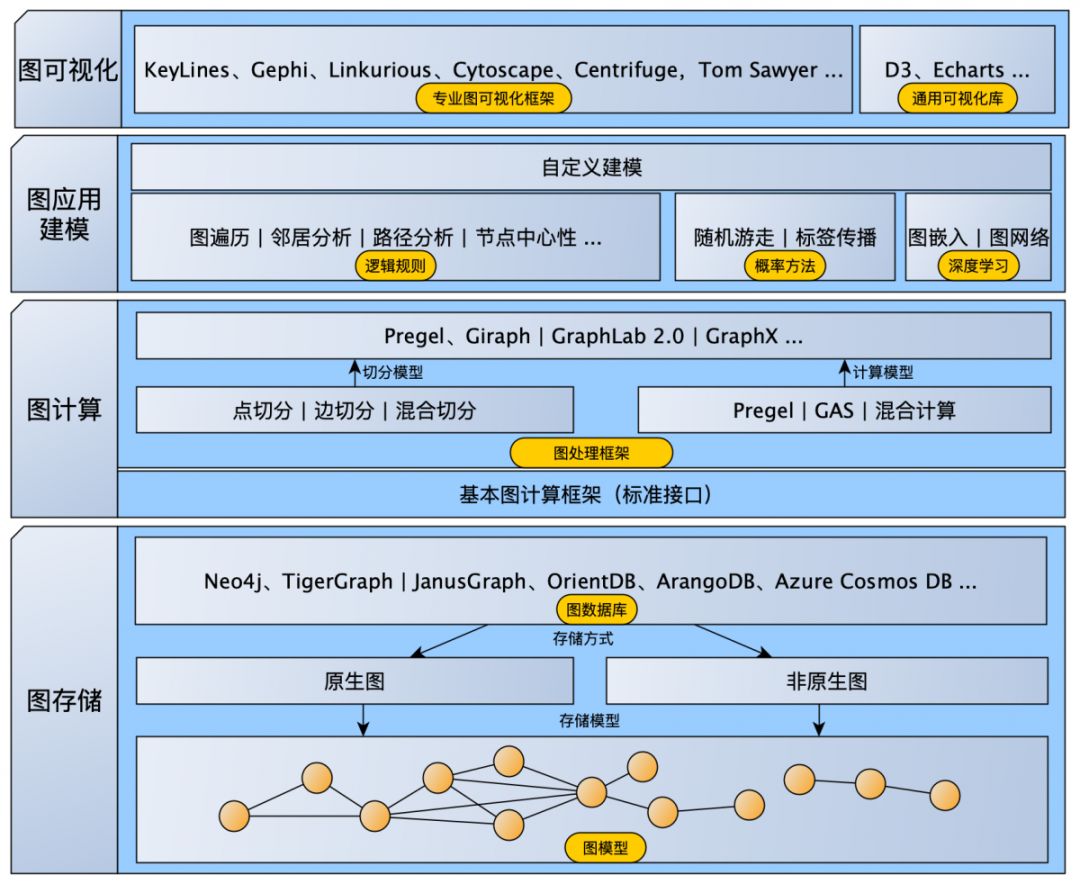 图可视化
KeyLines、Gephi、Linkurious、Cytoscape、Centrifuge，Tom Sawyer ...
专业图可视化框架
D3、Echarts ...
通用可视化库
图应用
建模
自定义建模
图遍历 | 邻居分析 | 路径分析 | 节点中心性 ...
逻辑规则
随机游走 | 标签传播
概率方法
图嵌入 | 图网络
深度学习
图计算
Pregel、Giraph | GraphLab 2.0 | GraphX ...
切分模型
计算模型
点切分 | 边切分 | 混合切分
Pregel | GAS | 混合计算
图处理框架
基本图计算框架（标准接口）
图存储
Neo4j、TigerGraph | JanusGraph、OrientDB、ArangoDB、Azure Cosmos DB ...
图数据库
存储方式
原生图
非原生图
存储模型
图模型